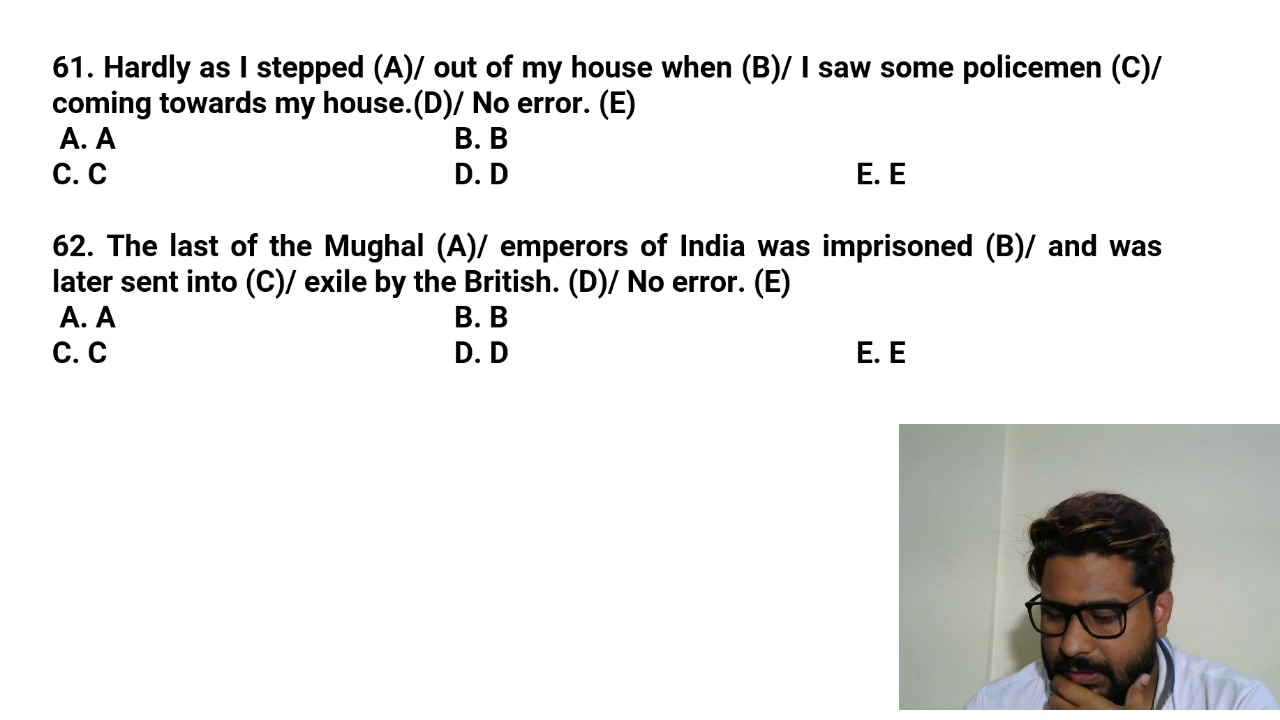 61. Hardly as I stepped (A)/ out of my house when (B)/ I saw some policemen (C)/
coming towards my house.(D)/ No error. (E)
A. A B. B
C. C D. D E. E
62. The last of the Mughal (A)/ emperors of India was imprisoned (B)/ and was
later sent into (C)/ exile by the British. (D)/ No error. (E)
A. A B. B
C. C D. D E. E